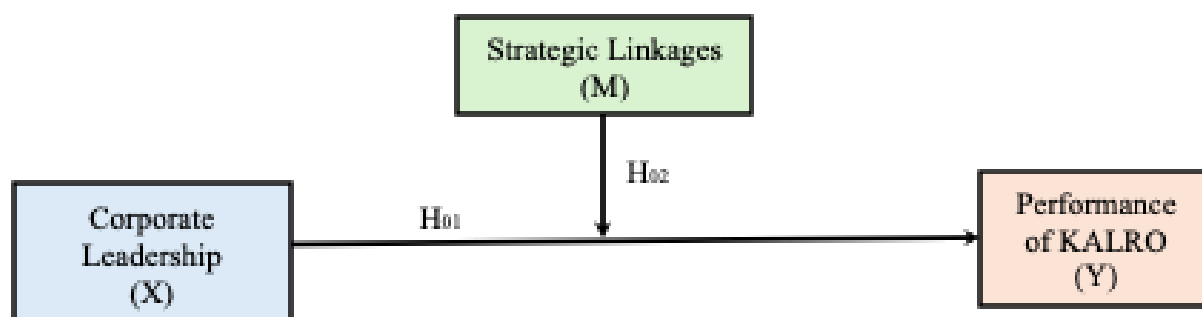 Strategic Linkages
(M)
H02
H01
Corporate
Leadership
(X)
Performance
of KALRO
(Y)